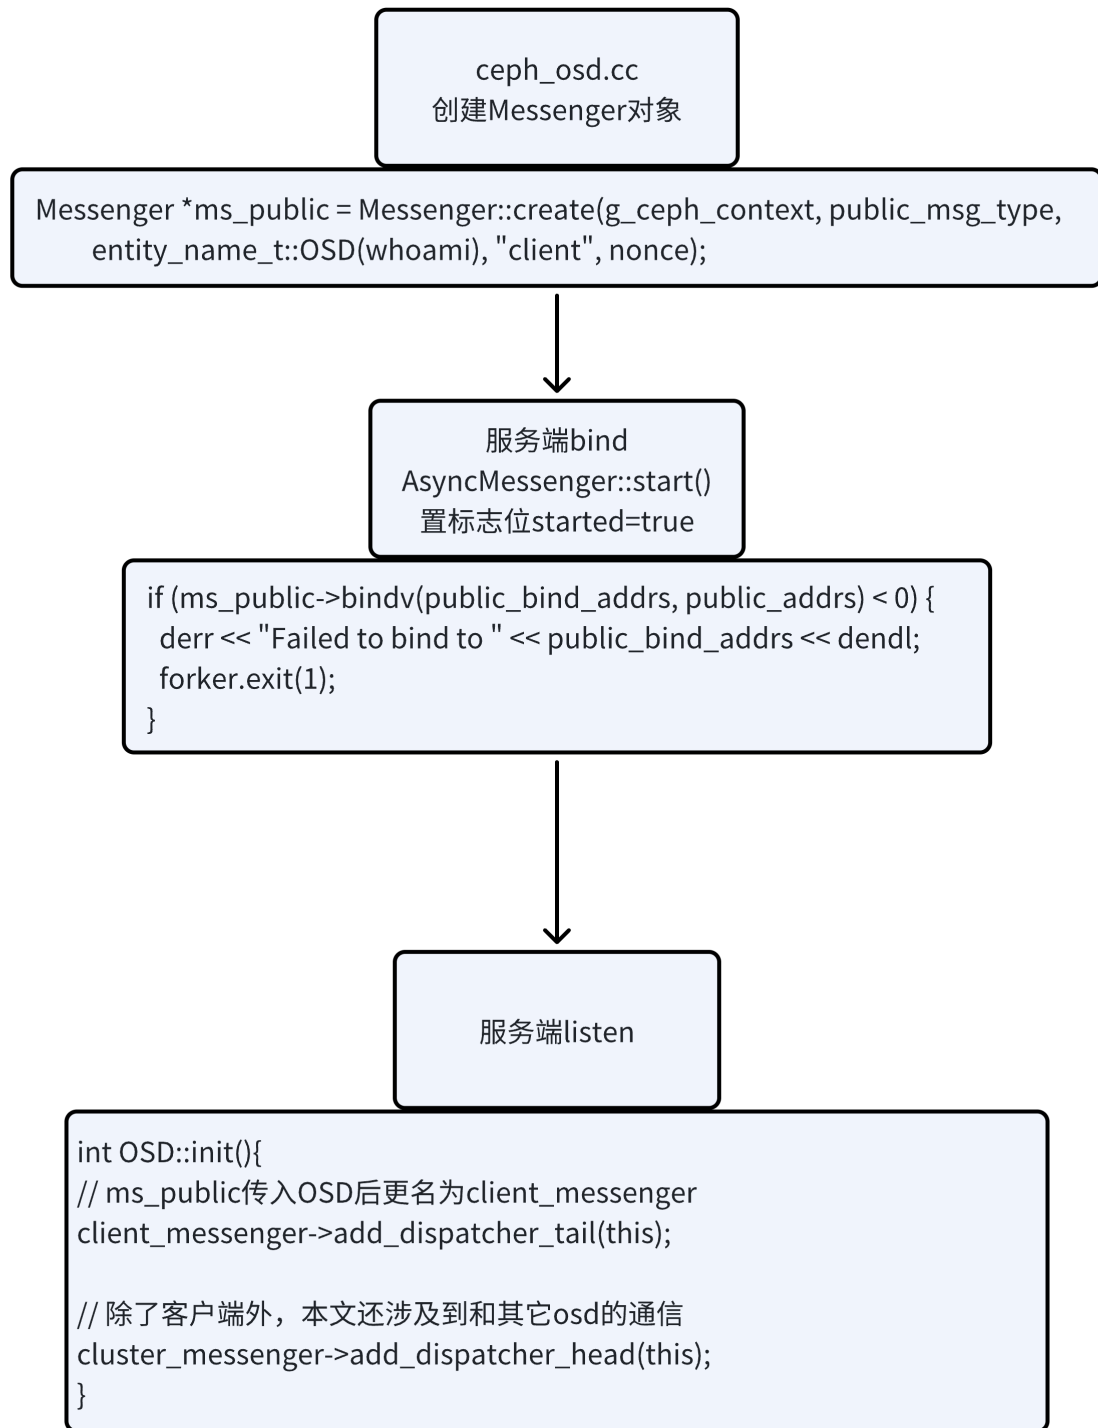 ceph_osd.cc
创建Messenger对象
Messenger *ms_public = Messenger::create(g_ceph_context, public_msg_type,
entity_name_t::OSD(whoami), "client", nonce);
服务端bind
AsyncMessenger::start()
置标志位started=true
if (ms_public->bindv(public_bind_addrs, public_addrs) < 0) {
derr << "Failed to bind to " << public_bind_addrs << dendl;
forker.exit(1);
}
服务端listen
int OSD::init(){
// ms_public传入OSD后更名为client_messenger
client_messenger->add_dispatcher_tail(this);
// 除了客户端外，本文还涉及到和其它osd的通信
cluster_messenger->add_dispatcher_head(this);
}